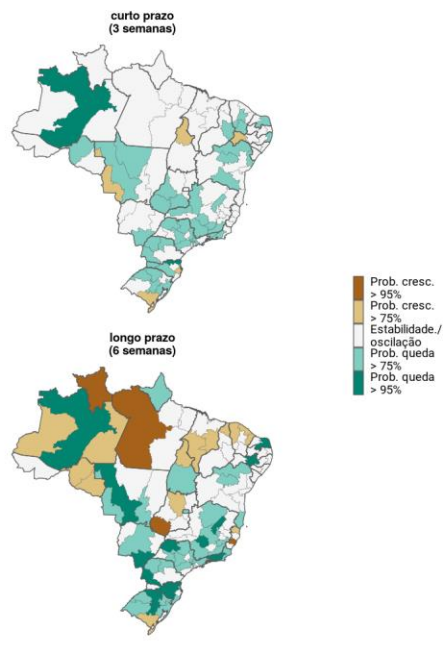 curto prazo
(3 semanas)
Prob. cresc.
> 95%
Prob. cresc.
> 75%
Estabilidade./
oscilação
Prob. queda
> 75%
Prob. queda
> 95%
longo prazo
(6 semanas)